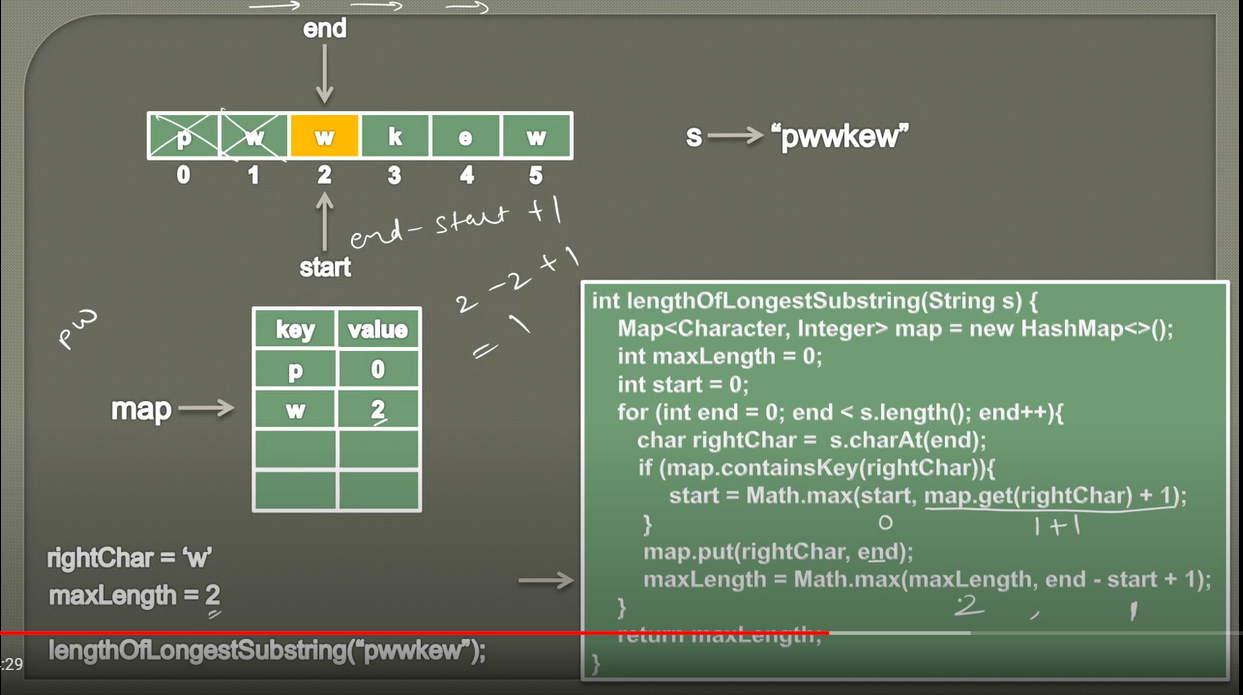 end
p w w k e w
0 1 2 3 4 5
s "pwwkew"
end - start + 1
start
2 - 2 + 1
= 1
pw
map
key value
p 0
w 2
int lengthOfLongestSubstring(String s) {
Map<Character, Integer> map = new HashMap<>();
int maxLength = 0;
int start = 0;
for (int end = 0; end < s.length(); end++){
char rightChar = s.charAt(end);
if (map.containsKey(rightChar)){
start = Math.max(start, map.get(rightChar) + 1);
} 0 1+1
map.put(rightChar, end);
maxLength = Math.max(maxLength, end - start + 1);
} 2 , 1
return maxLength;
}
rightChar = 'w'
maxLength = 2
lengthOfLongestSubstring("pwwkew");
:29